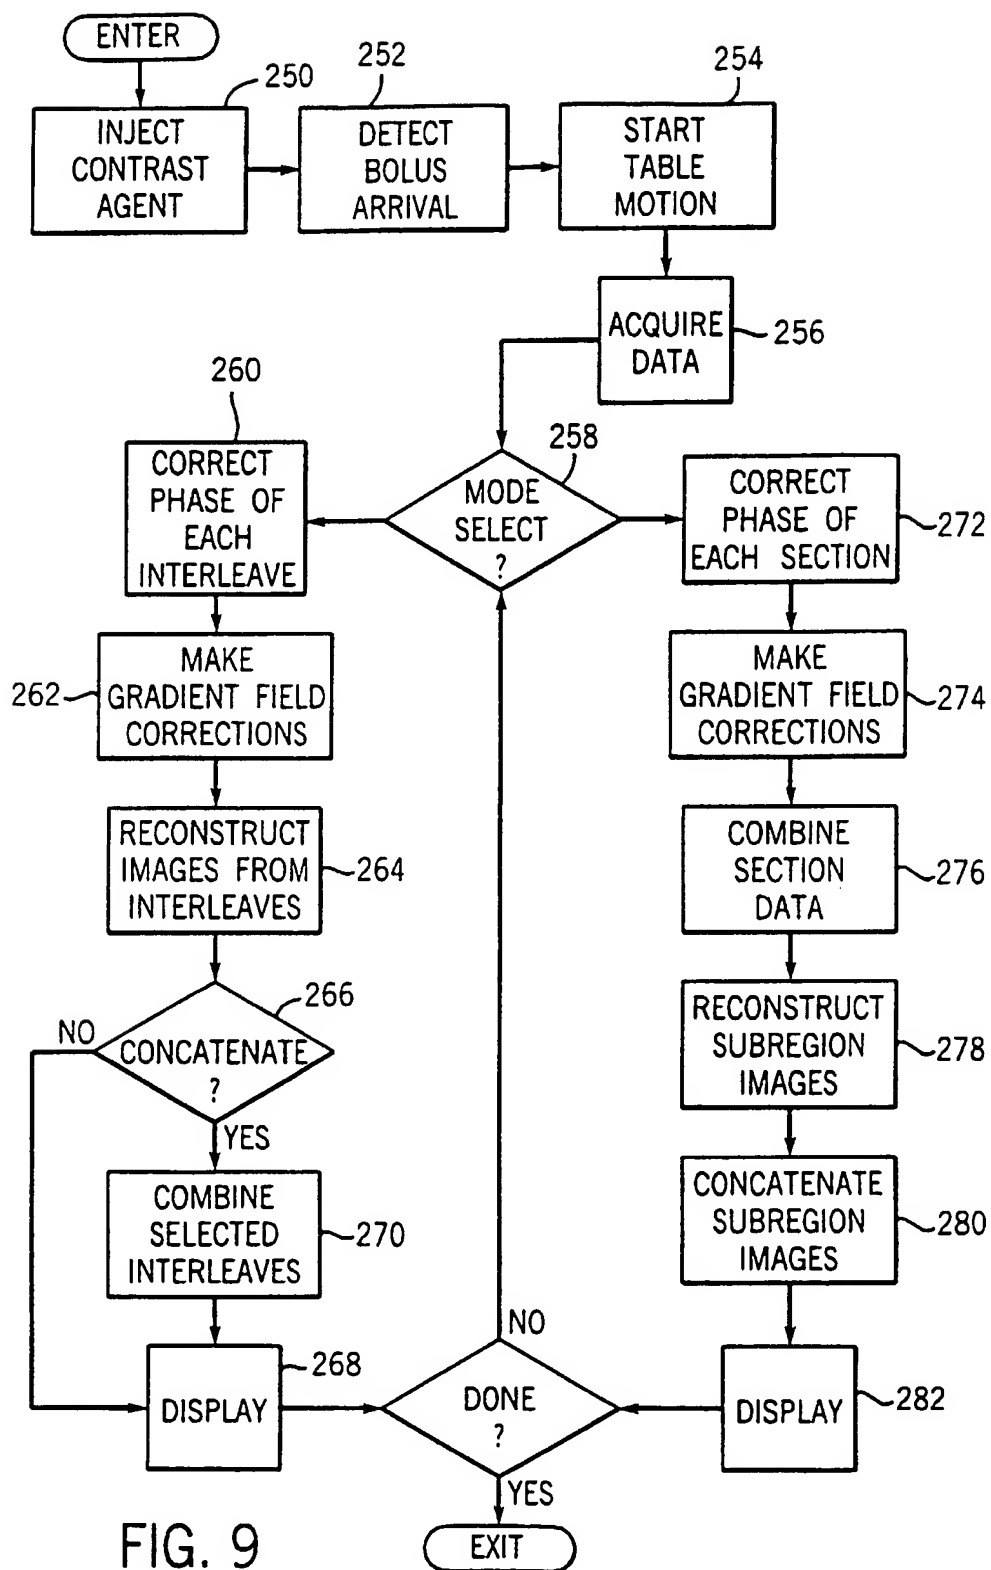 ENTER
250
INJECT
CONTRAST
AGENT
252
DETECT
BOLUS
ARRIVAL
254
START
TABLE
MOTION
ACQUIRE
DATA
256
258
MODE
SELECT
?
260
CORRECT
PHASE OF
EACH
INTERLEAVE
262
MAKE
GRADIENT FIELD
CORRECTIONS
RECONSTRUCT
IMAGES FROM
INTERLEAVES
264
266
NO
CONCATENATE
?
YES
COMBINE
SELECTED
INTERLEAVES
270
268
DISPLAY
CORRECT
PHASE OF
EACH SECTION
272
MAKE
GRADIENT FIELD
CORRECTIONS
274
COMBINE
SECTION
DATA
276
RECONSTRUCT
SUBREGION
IMAGES
278
CONCATENATE
SUBREGION
IMAGES
280
DISPLAY
282
NO
DONE
?
YES
EXIT
FIG. 9